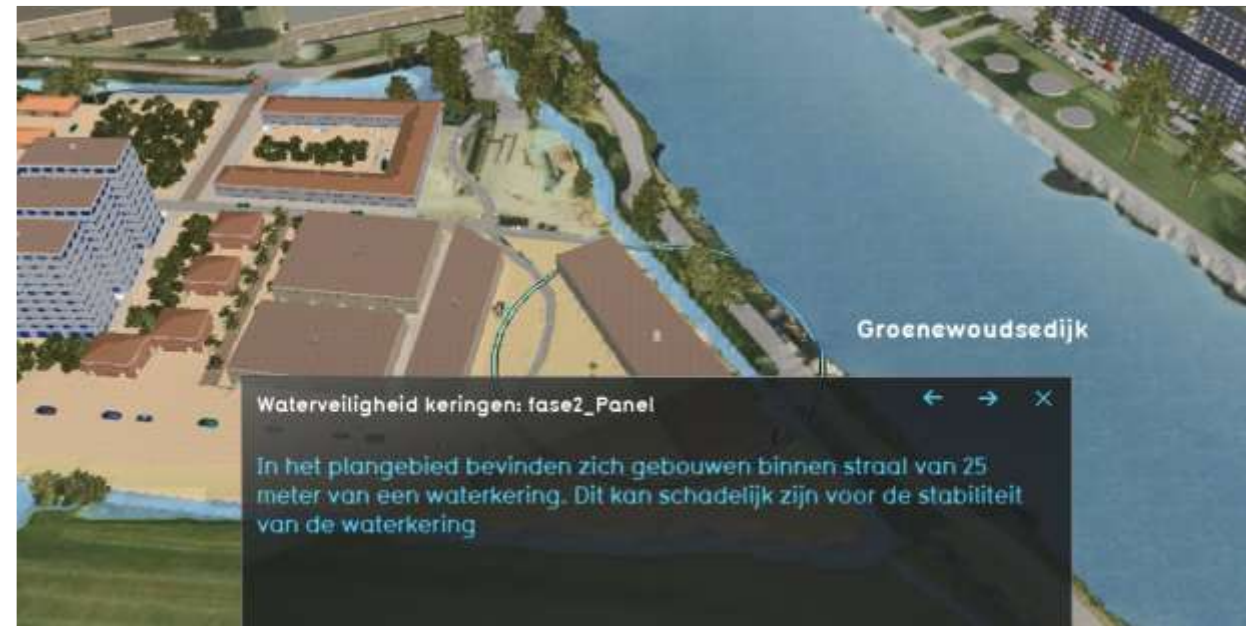 Groenewoudsedijk
Waterveiligheid keringen: fase2_Panel
In het plangebied bevinden zich gebouwen binnen straal van 25
meter van een waterkering. Dit kan schadelijk zijn voor de stabiliteit
van de waterkering